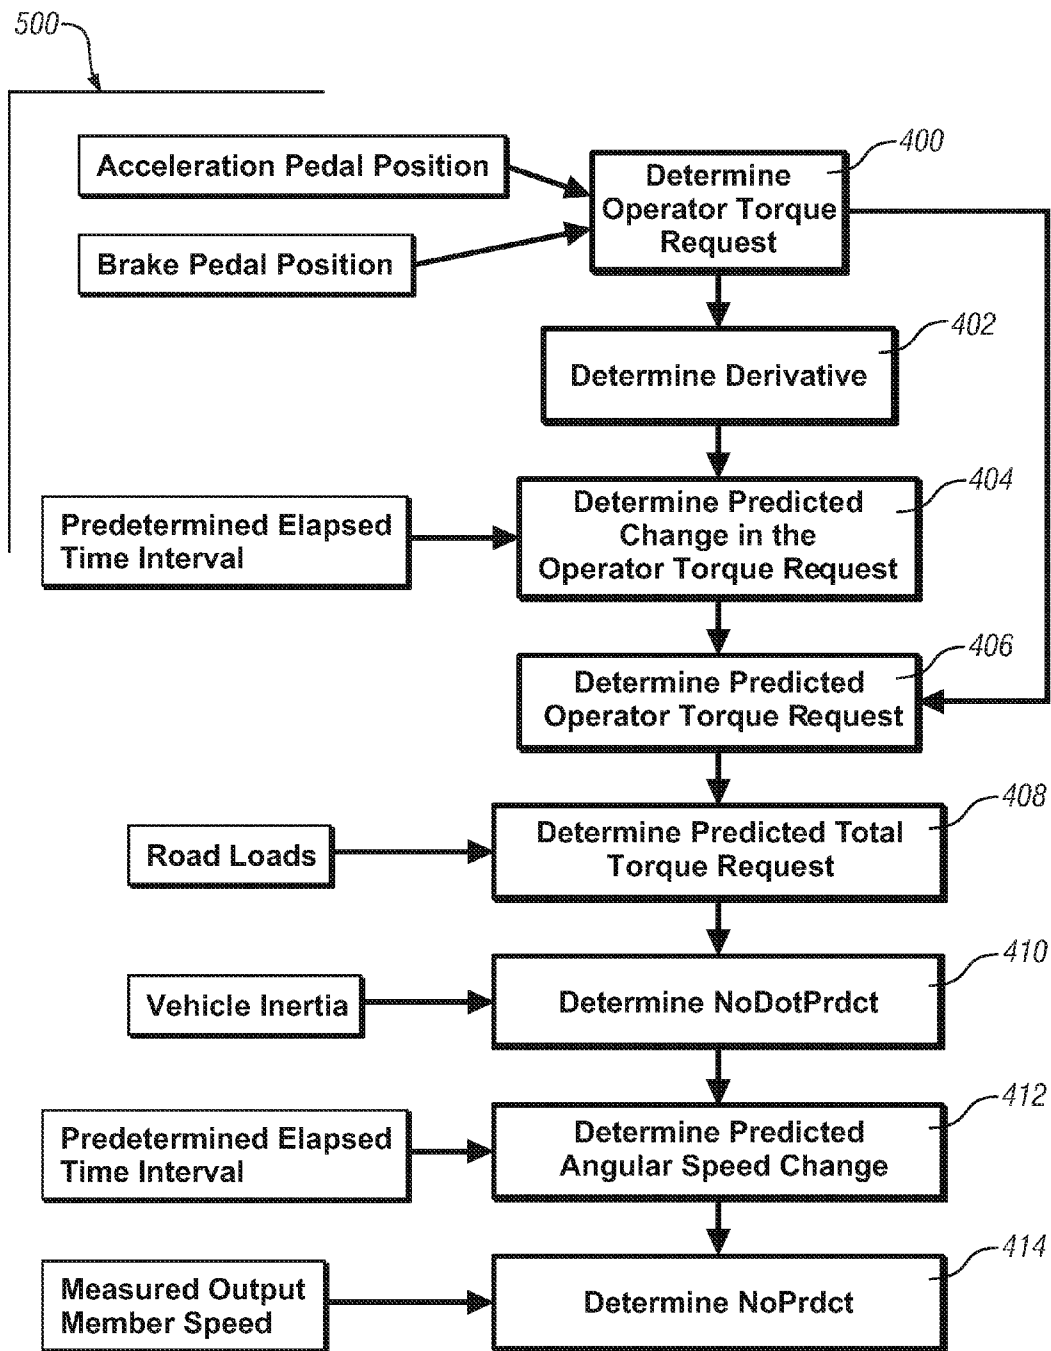 500
Acceleration Pedal Position
Brake Pedal Position
400
Determine
Operator Torque
Request
402
Determine Derivative
404
Predetermined Elapsed
Time Interval
Determine Predicted
Change in the
Operator Torque Request
406
Determine Predicted
Operator Torque Request
408
Road Loads
Determine Predicted Total
Torque Request
410
Vehicle Inertia
Determine NoDotPrdct
412
Predetermined Elapsed
Time Interval
Determine Predicted
Angular Speed Change
414
Measured Output
Member Speed
Determine NoPrdct